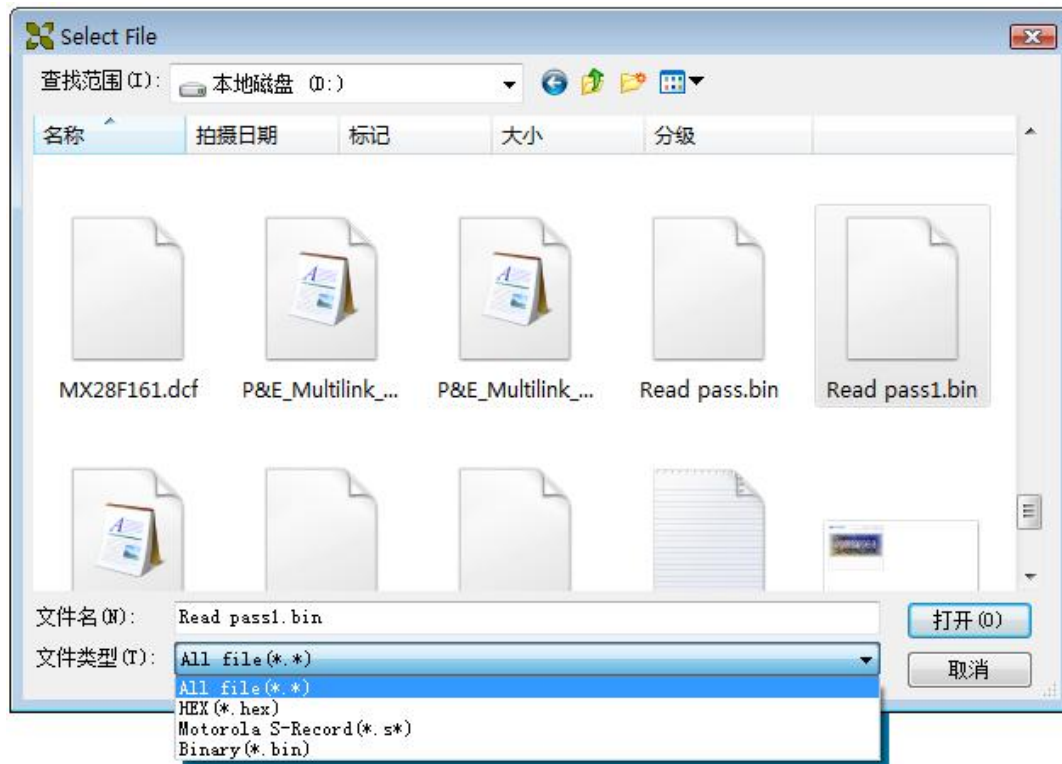 Select File
查找范围(I): 本地磁盘 (D:)
名称 拍摄日期 标记 大小 分级
MX28F161.dcf P&E_Multilink_... P&E_Multilink_... Read pass.bin Read pass1.bin
文件名(N): Read pass1.bin 打开(O)
文件类型(T): All file(*.*) 取消
All file(*.*)
HEX(*.hex)
Motorola S-Record(*.s*)
Binary(*.bin)